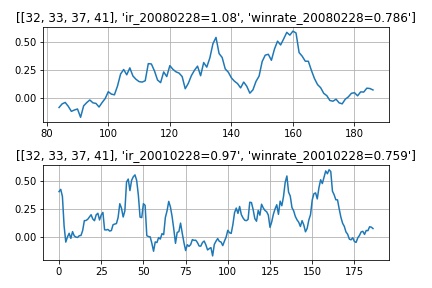 [[32, 33, 37, 41], 'ir_20080228=1.08', 'winrate_20080228=0.786']
0.50
0.25
0.00
80 100 120 140 160 180
[[32, 33, 37, 41], 'ir_20010228=0.97', 'winrate_20010228=0.759']
0.50
0.25
0.00
0 25 50 75 100 125 150 175